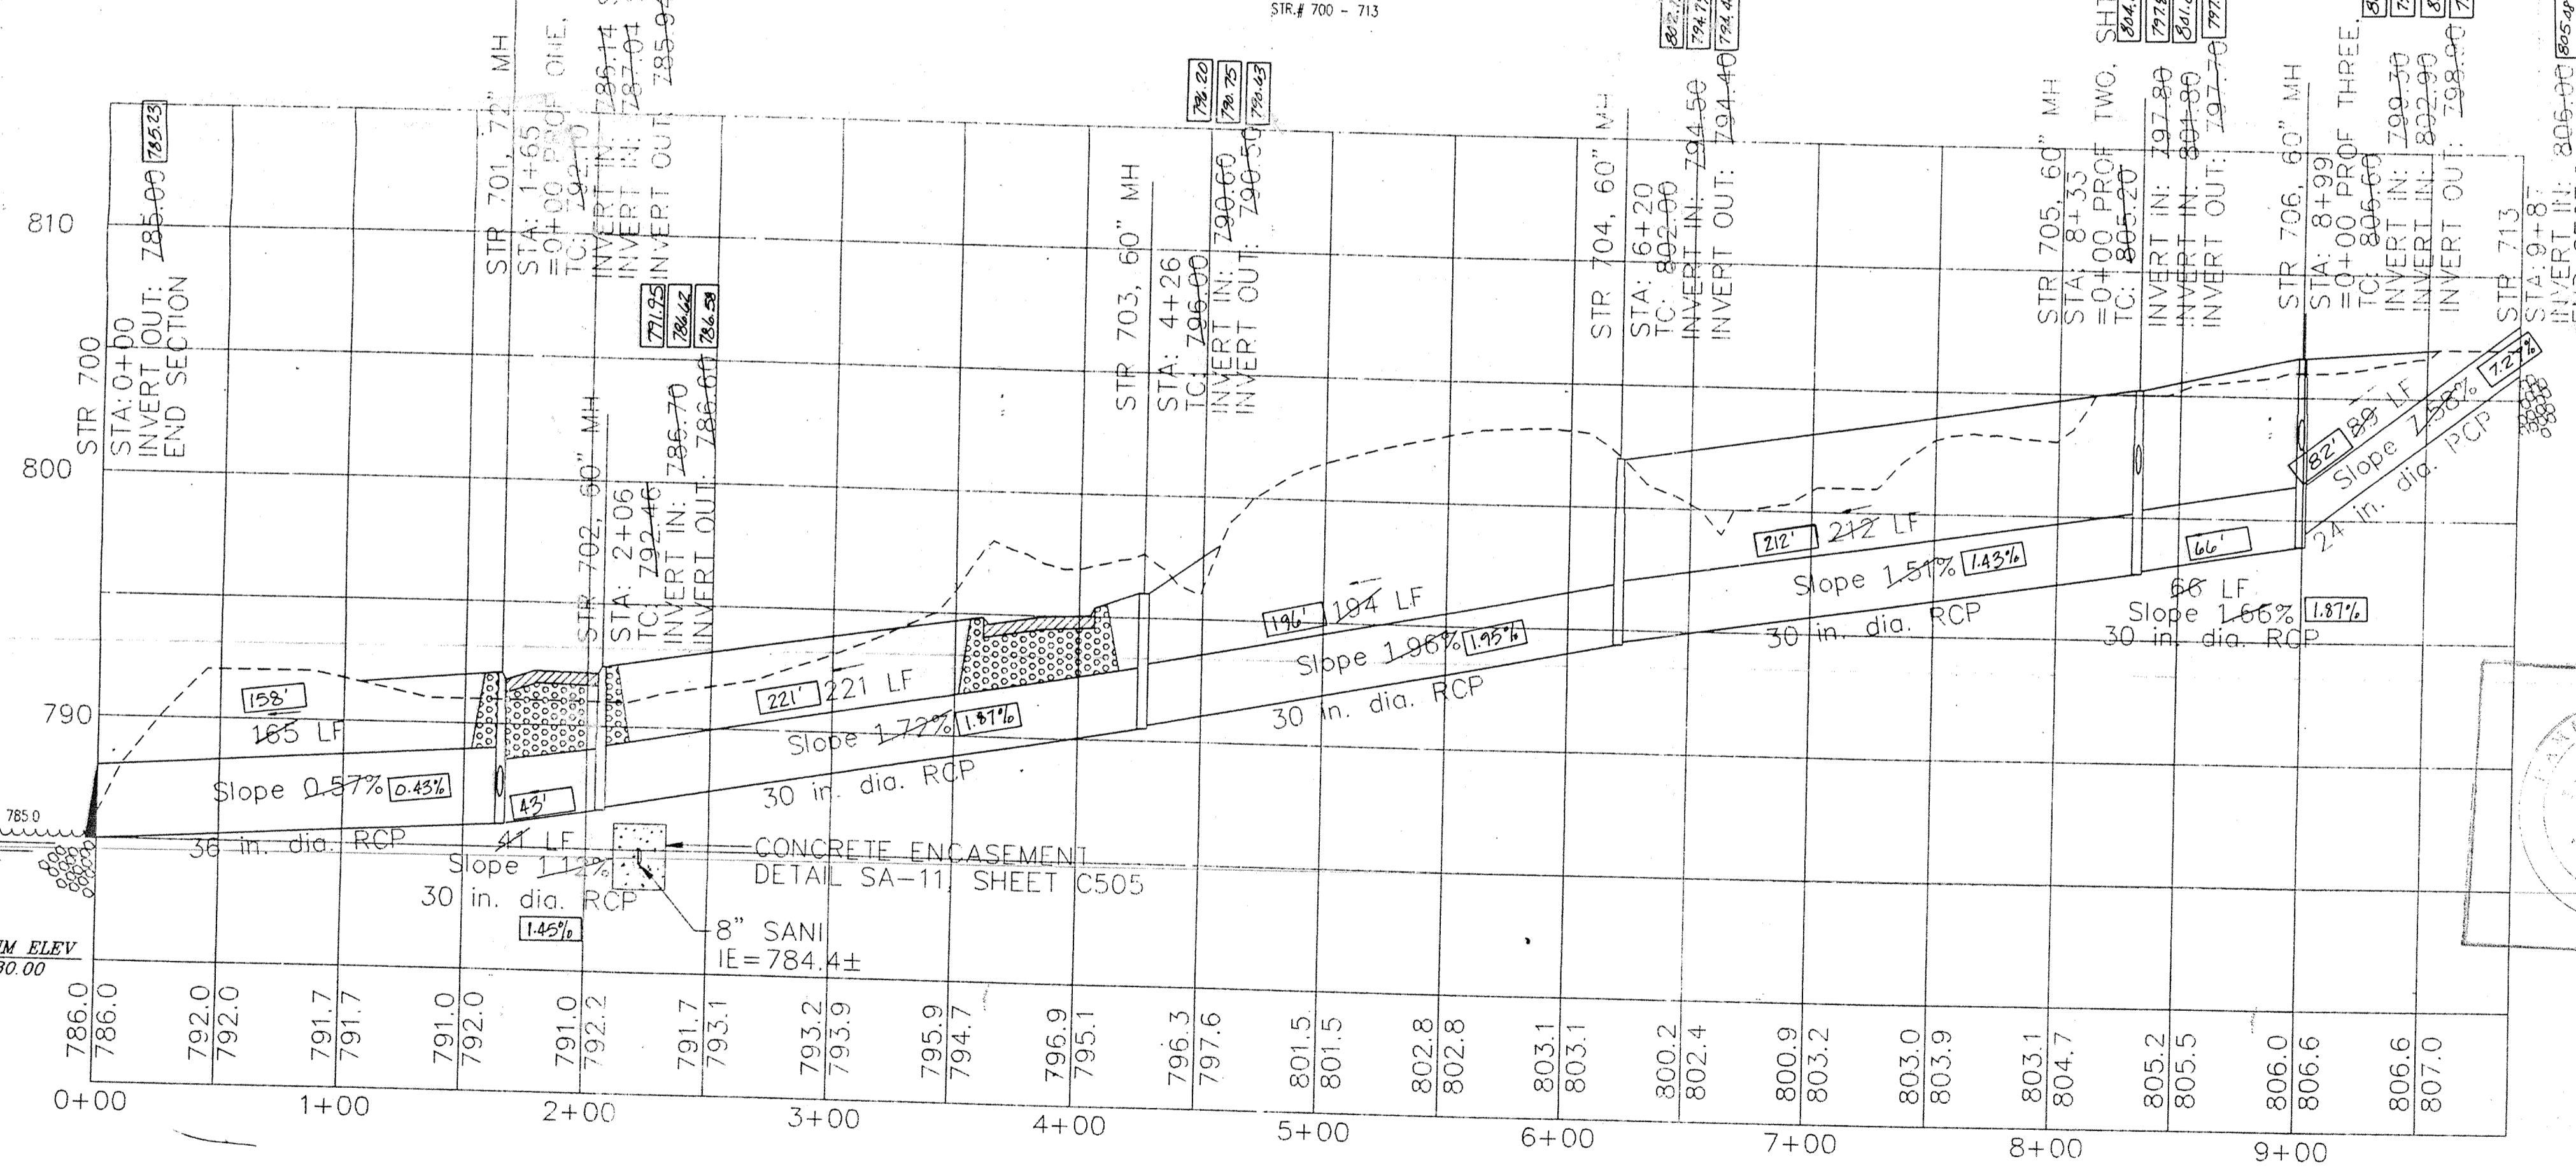 STR.# 700 - 713
810
800
790
785.0
STR 700
STA: 0+00
INVERT OUT: 785.00 785.23
END SECTION
STR 701, 72" MH
STA: 1+65
=9+00 PROF ONE,
TC: 792.10
INVERT IN: 786.14
INVERT IN: 787.04
INVERT OUT:
STR 702, 60" MH
STA: 2+06
TC: 792.46 791.95
INVERT IN: 786.70 786.62
INVERT OUT: 786.60 786.58
STR 703, 60" MH
STA: 4+26
TC: 796.00 796.20
INVERT IN: 790.60 790.75
INVERT OUT: 790.50 790.63
STR 704, 60" MH
STA: 6+20
TC: 802.00
INVERT IN: 794.50
INVERT OUT: 794.40
STR 705, 60" MH
STA: 8+33
=0+00 PROF TWO,
TC: 805.20
INVERT IN: 797.80
INVERT IN: 801.80
INVERT OUT: 797.70
STR 706, 60" MH
STA: 8+99
=0+00 PROF THREE,
TC: 806.60
INVERT IN: 799.30
INVERT IN: 802.90
INVERT OUT: 798.90
STR 713
STA: 9+87
INVERT IN: 806.00
158'
165 LF
Slope 0.57% 0.43%
36 in. dia. RCP
43'
41 LF
Slope 1.12%
30 in. dia. RCP
1.45%
221' 221 LF
Slope 1.72% 1.87%
30 in. dia. RCP
196' 194 LF
Slope 1.96% 1.95%
30 in. dia. RCP
212' 212 LF
Slope 1.51% 1.43%
30 in. dia. RCP
66'
66 LF
Slope 1.66% 1.87%
30 in. dia. RCP
82' 89 LF
Slope 7.58% 7.27%
24 in. dia. RCP
CONCRETE ENCASEMENT
DETAIL SA-11, SHEET C505
8" SANI
IE=784.4±
ELEV
786.0 786.0
792.0 792.0
791.7 791.7
791.0 792.0
791.0 792.2
791.7 793.1
793.2 793.9
795.9 794.7
796.9 795.1
796.3 797.6
801.5 801.5
802.8 802.8
803.1 803.1
800.2 802.4
800.9 803.2
803.0 803.9
803.1 804.7
805.2 805.5
806.0 806.6
806.6 807.0
0+00 1+00 2+00 3+00 4+00 5+00 6+00 7+00 8+00 9+00